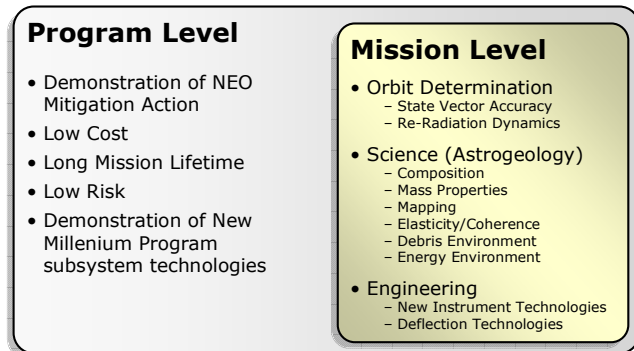 Program Level
• Demonstration of NEO
Mitigation Action
• Low Cost
• Long Mission Lifetime
• Low Risk
• Demonstration of New
Millenium Program
subsystem technologies
Mission Level
• Orbit Determination
– State Vector Accuracy
– Re-Radiation Dynamics
• Science (Astrogeology)
– Composition
– Mass Properties
– Mapping
– Elasticity/Coherence
– Debris Environment
– Energy Environment
• Engineering
– New Instrument Technologies
– Deflection Technologies